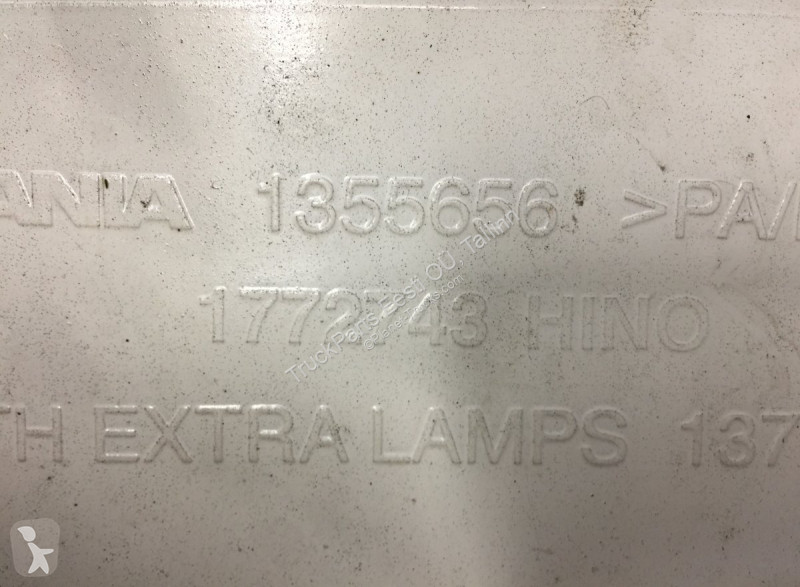 ANIA 1355656 >PA/
1772743 HINO
TH EXTRA LAMPS 137
TruckParts Eesti OÜ, Tallinn